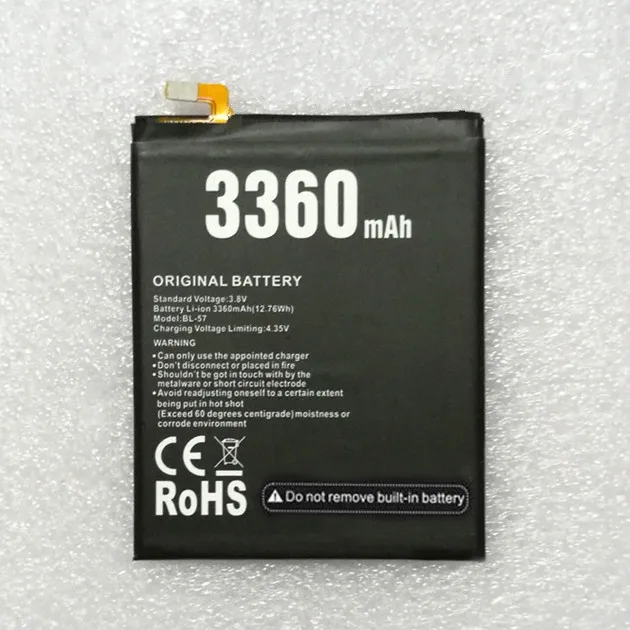 3360 mAh
ORIGINAL BATTERY
Standard Voltage:3.8V
Battery Li-ion 3360mAh(12.76Wh)
Model:BL-57
Charging Voltage Limiting:4.35V
WARNING
•Can only use the appointed charger
•Don't disconnect or placed in fire
•Shouldn't be got in touch with by the
metalware or short circuit electrode
•Avoid readjusting oneself to a certain extent
being put in hot shot
(Exceed 60 degrees centigrade)moistness or
corrode environment
CE
RoHS
Do not remove built-in battery